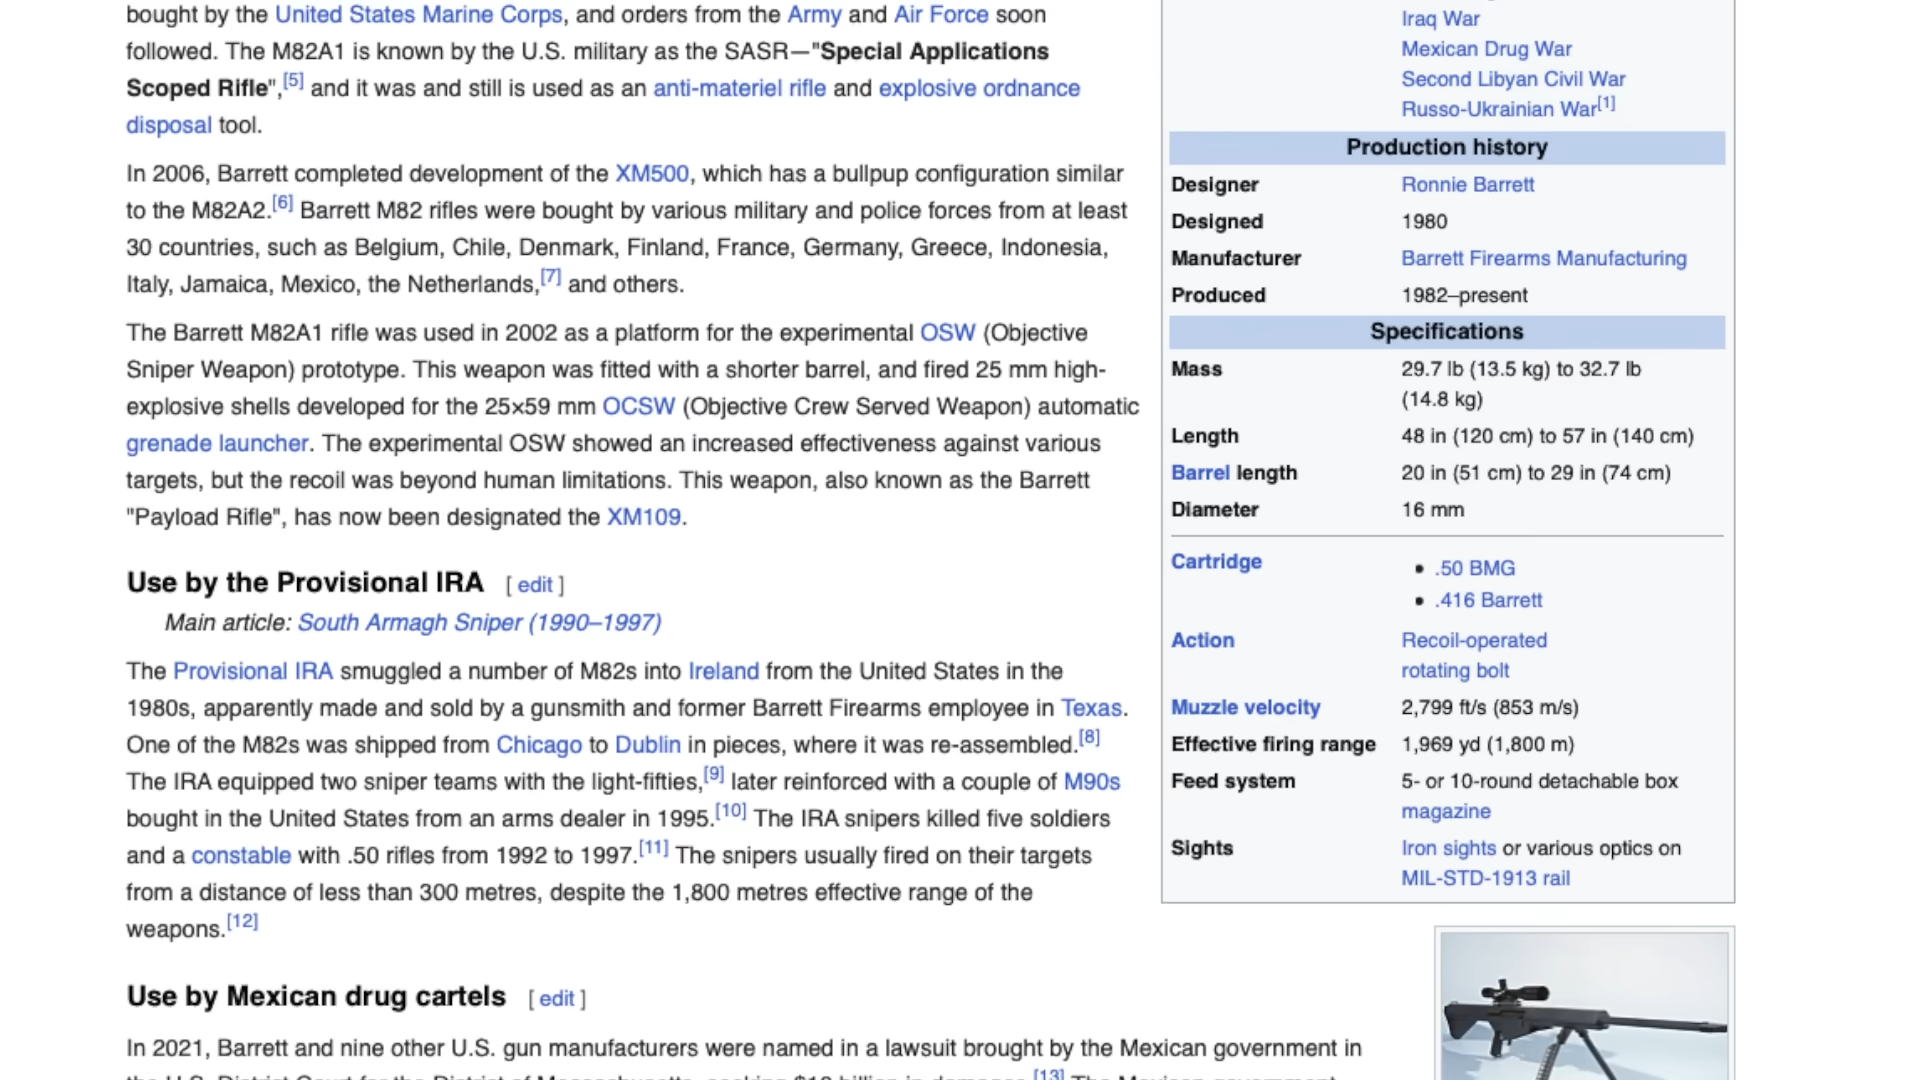 bought by the United States Marine Corps, and orders from the Army and Air Force soon
followed. The M82A1 is known by the U.S. military as the SASR—"Special Applications
Scoped Rifle",[5] and it was and still is used as an anti-materiel rifle and explosive ordnance
disposal tool.
In 2006, Barrett completed development of the XM500, which has a bullpup configuration similar
to the M82A2.[6] Barrett M82 rifles were bought by various military and police forces from at least
30 countries, such as Belgium, Chile, Denmark, Finland, France, Germany, Greece, Indonesia,
Italy, Jamaica, Mexico, the Netherlands,[7] and others.
The Barrett M82A1 rifle was used in 2002 as a platform for the experimental OSW (Objective
Sniper Weapon) prototype. This weapon was fitted with a shorter barrel, and fired 25 mm high-
explosive shells developed for the 25×59 mm OCSW (Objective Crew Served Weapon) automatic
grenade launcher. The experimental OSW showed an increased effectiveness against various
targets, but the recoil was beyond human limitations. This weapon, also known as the Barrett
"Payload Rifle", has now been designated the XM109.
Use by the Provisional IRA [ edit ]
Main article: South Armagh Sniper (1990–1997)
The Provisional IRA smuggled a number of M82s into Ireland from the United States in the
1980s, apparently made and sold by a gunsmith and former Barrett Firearms employee in Texas.
One of the M82s was shipped from Chicago to Dublin in pieces, where it was re-assembled.[8]
The IRA equipped two sniper teams with the light-fifties,[9] later reinforced with a couple of M90s
bought in the United States from an arms dealer in 1995.[10] The IRA snipers killed five soldiers
and a constable with .50 rifles from 1992 to 1997.[11] The snipers usually fired on their targets
from a distance of less than 300 metres, despite the 1,800 metres effective range of the
weapons.[12]
Use by Mexican drug cartels [ edit ]
In 2021, Barrett and nine other U.S. gun manufacturers were named in a lawsuit brought by the Mexican government in
the U.S. District Court for the District of Massachusetts, seeking $10 billion in damages.[13] The Mexican government
Iraq War
Mexican Drug War
Second Libyan Civil War
Russo-Ukrainian War[1]
Production history
Designer Ronnie Barrett
Designed 1980
Manufacturer Barrett Firearms Manufacturing
Produced 1982–present
Specifications
Mass 29.7 lb (13.5 kg) to 32.7 lb
(14.8 kg)
Length 48 in (120 cm) to 57 in (140 cm)
Barrel length 20 in (51 cm) to 29 in (74 cm)
Diameter 16 mm
Cartridge • .50 BMG
• .416 Barrett
Action Recoil-operated
rotating bolt
Muzzle velocity 2,799 ft/s (853 m/s)
Effective firing range 1,969 yd (1,800 m)
Feed system 5- or 10-round detachable box
magazine
Sights Iron sights or various optics on
MIL-STD-1913 rail